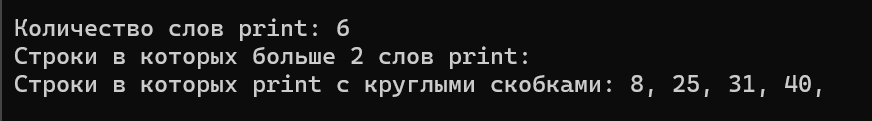 Количество слов print: 6
Строки в которых больше 2 слов print:
Строки в которых print с круглыми скобками: 8, 25, 31, 40,